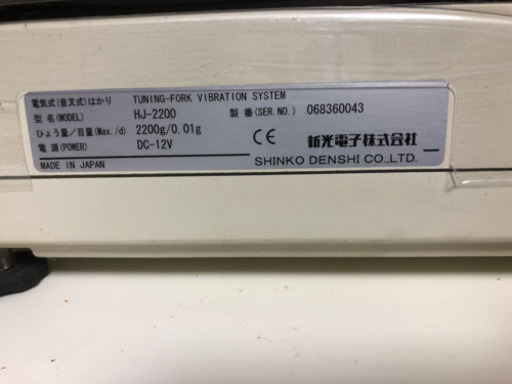 電気式(音叉式)はかり TUNING-FORK VIBRATION SYSTEM
型 名(MODEL) HJ-2200 製 番(SER.NO.) 068360043
ひょう量/目量(Max./d) 2200g/0.01g
電 源(POWER) DC-12V CE 新光電子株式会社
MADE IN JAPAN SHINKO DENSHI CO.,LTD.